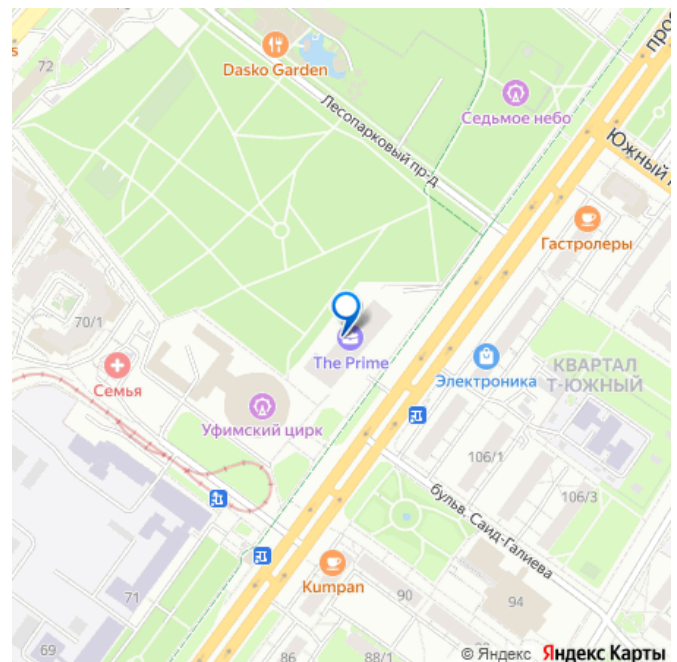 72
Dasko Garden
Лесопарковый пр-д
Седьмое небо
Южный
Гастролеры
70/1
The Prime
Семья
Электроника
КВАРТАЛ
Т-ЮЖНЫЙ
Уфимский цирк
106/1
106/3
бульв. Саид-Галиева
71
Kumpan
90
94
69
86
88/1
© Яндекс Яндекс Карты